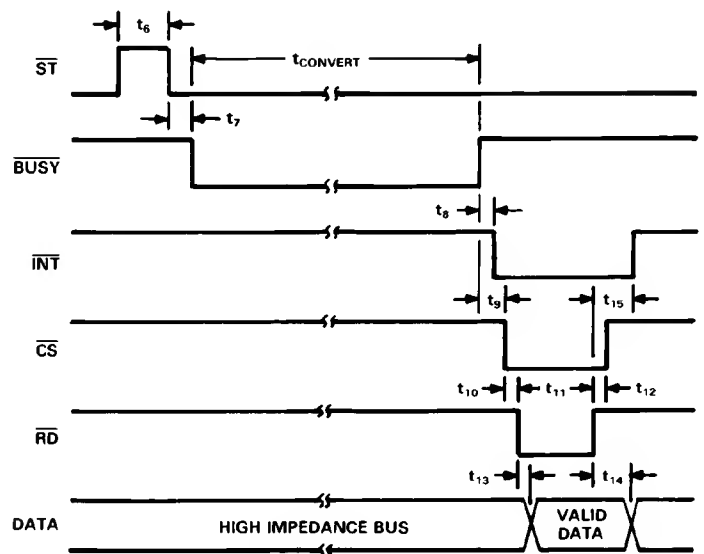 t6
ST
tCONVERT
t7
BUSY
t8
INT
t9
t15
CS
t10
t11
t12
RD
t13
t14
DATA
HIGH IMPEDANCE BUS
VALID
DATA